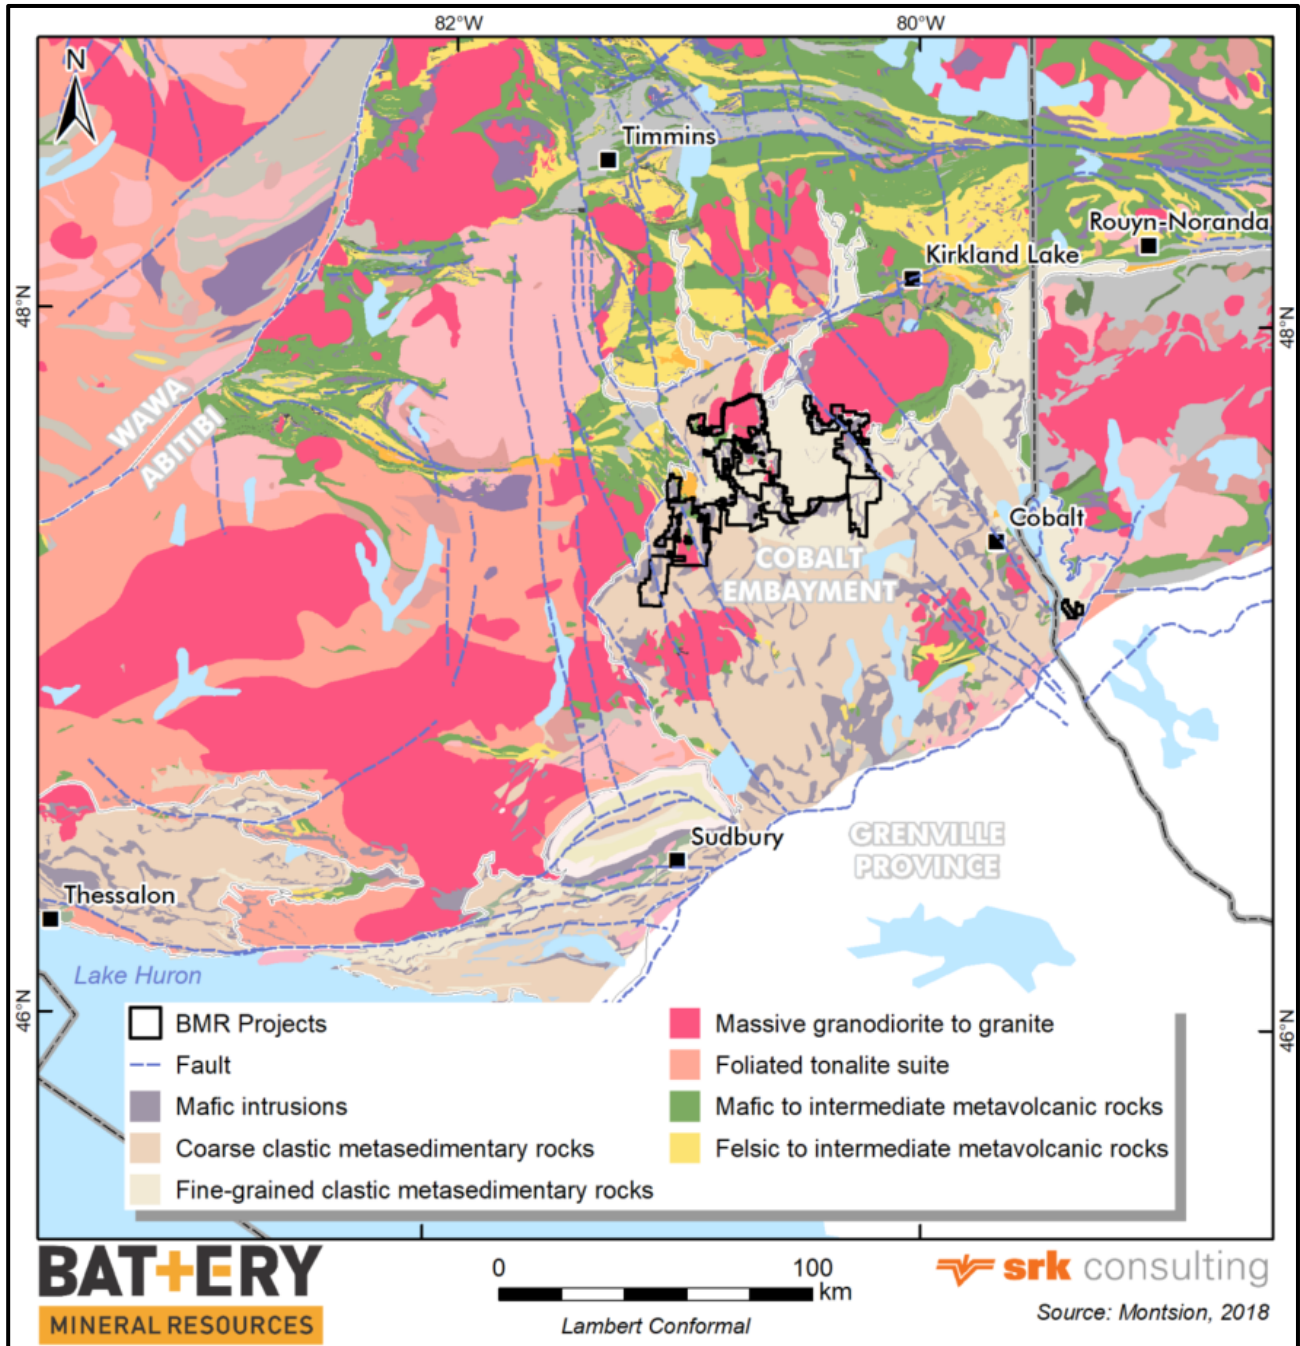 82°W
80°W
N
Timmins
Rouyn-Noranda
Kirkland Lake
48°N
48°N
WAWA
ABITIBI
Cobalt
COBALT
EMBAYMENT
Sudbury
GRENVILLE
PROVINCE
Thessalon
Lake Huron
46°N
46°N
BMR Projects
Fault
Mafic intrusions
Coarse clastic metasedimentary rocks
Fine-grained clastic metasedimentary rocks
Massive granodiorite to granite
Foliated tonalite suite
Mafic to intermediate metavolcanic rocks
Felsic to intermediate metavolcanic rocks
BATTERY
MINERAL RESOURCES
0 100
km
Lambert Conformal
srk consulting
Source: Montsion, 2018